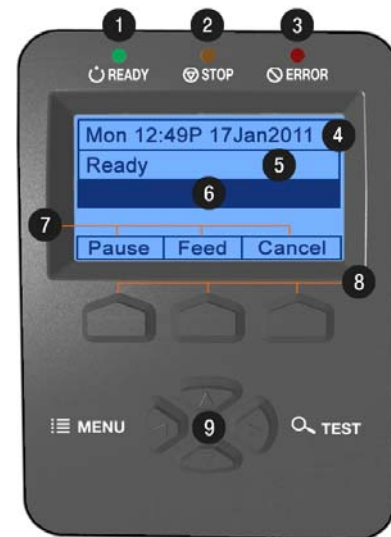 1 2 3
READY STOP ERROR
Mon 12:49P 17Jan2011 4
Ready 5
6
7
Pause Feed Cancel
8
MENU 9 TEST